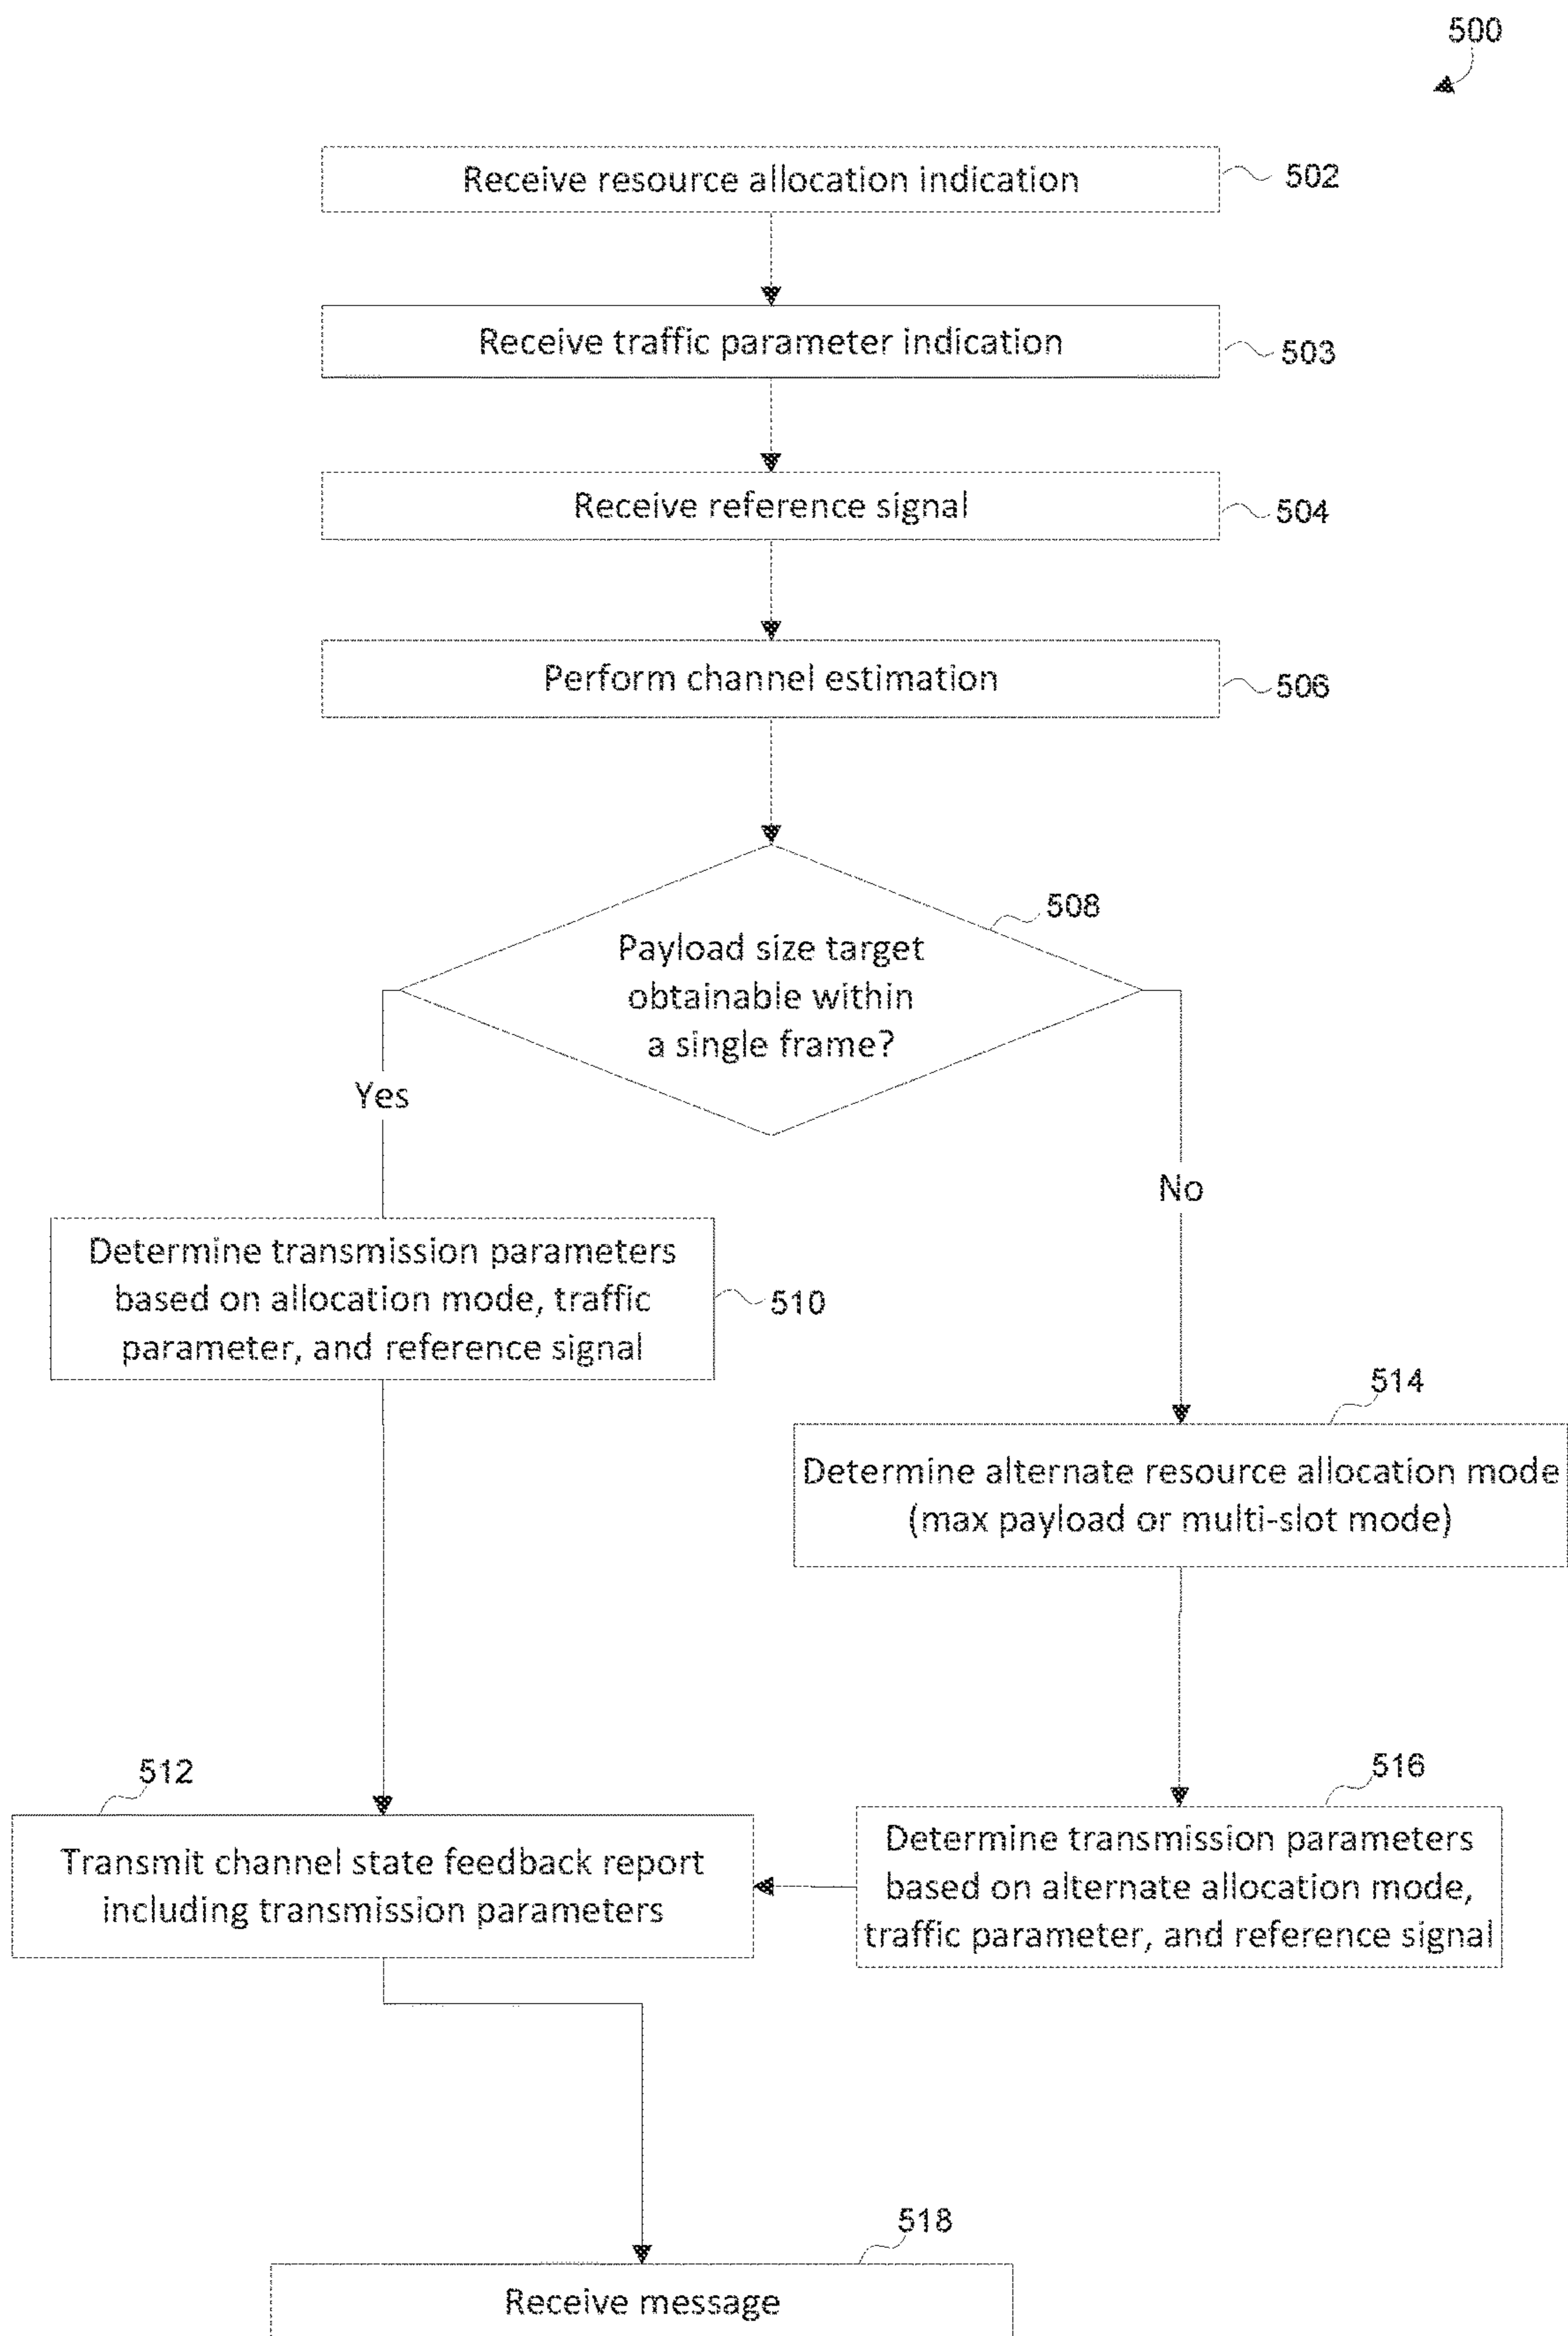 500
Receive resource allocation indication
502
Receive traffic parameter indication
503
Receive reference signal
504
Perform channel estimation
506
508
Payload size target
obtainable within
a single frame?
Yes
No
Determine transmission parameters
based on allocation mode, traffic
parameter, and reference signal
510
514
Determine alternate resource allocation mode
(max payload or multi-slot mode)
512
Transmit channel state feedback report
including transmission parameters
516
Determine transmission parameters
based on alternate allocation mode,
traffic parameter, and reference signal
518
Receive message